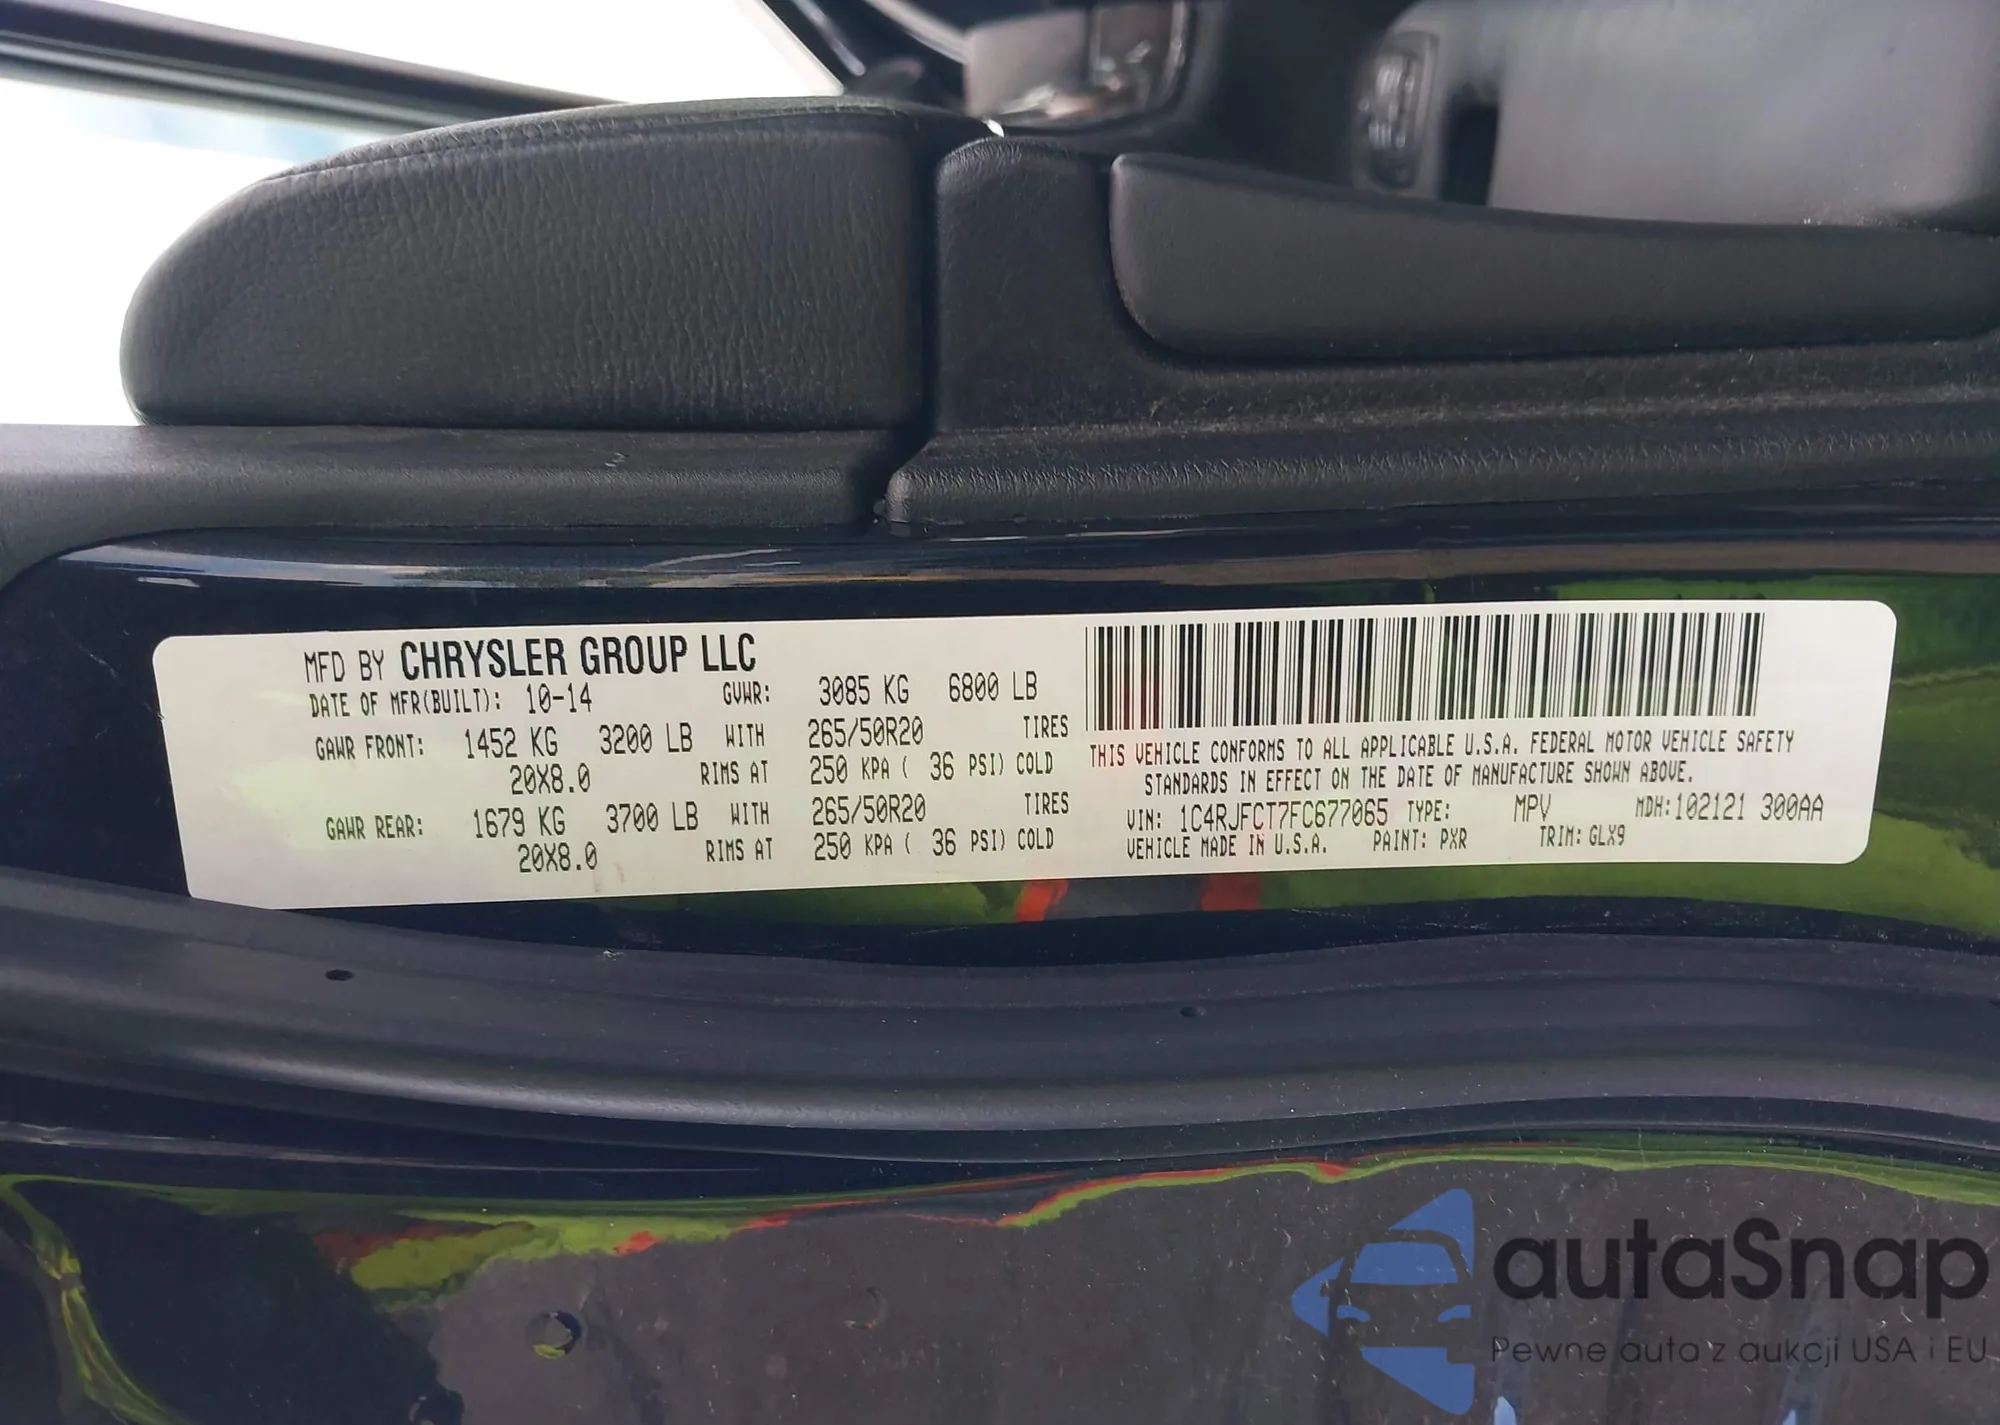 MFD BY CHRYSLER GROUP LLC
DATE OF MFR(BUILT): 10-14 GVWR: 3085 KG 6800 LB
GAWR FRONT: 1452 KG 3200 LB WITH 265/50R20 TIRES
20X8.0 RIMS AT 250 KPA ( 36 PSI) COLD
GAWR REAR: 1679 KG 3700 LB WITH 265/50R20 TIRES
20X8.0 RIMS AT 250 KPA ( 36 PSI) COLD
THIS VEHICLE CONFORMS TO ALL APPLICABLE U.S.A. FEDERAL MOTOR VEHICLE SAFETY
STANDARDS IN EFFECT ON THE DATE OF MANUFACTURE SHOWN ABOVE.
VIN: 1C4RJFCT7FC677065 TYPE: MPV MDH:102121 300AA
VEHICLE MADE IN U.S.A. PAINT: PXR TRIM: GLX9
autaSnap
Pewne auta z aukcji USA i EU